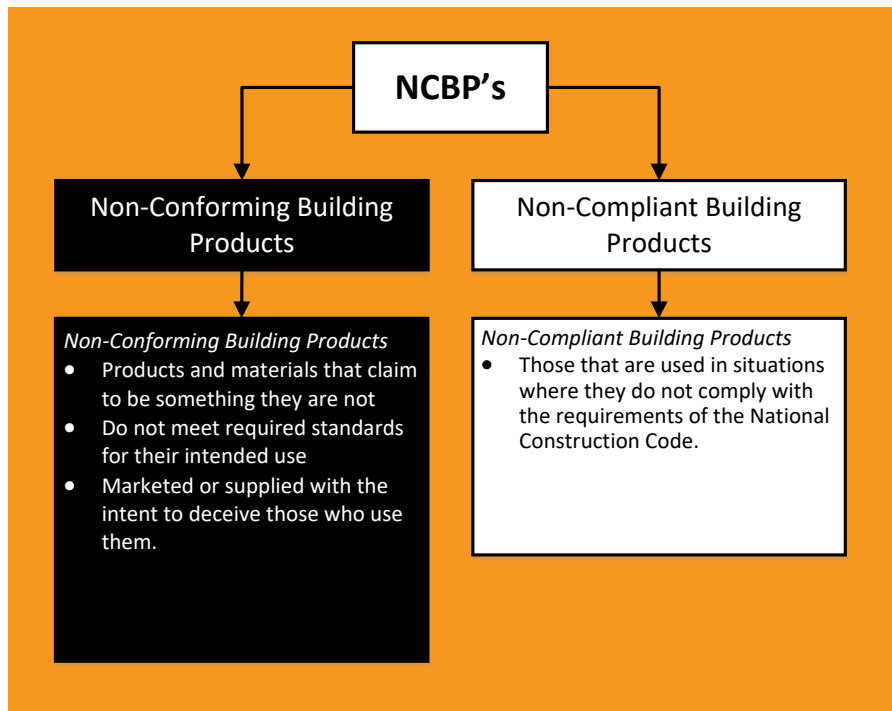 NCBP’s
Non-Conforming Building
Products
Non-Compliant Building
Products
Non-Conforming Building Products
• Products and materials that claim
to be something they are not
• Do not meet required standards
for their intended use
• Marketed or supplied with the
intent to deceive those who use
them.
Non-Compliant Building Products
• Those that are used in situations
where they do not comply with
the requirements of the National
Construction Code.